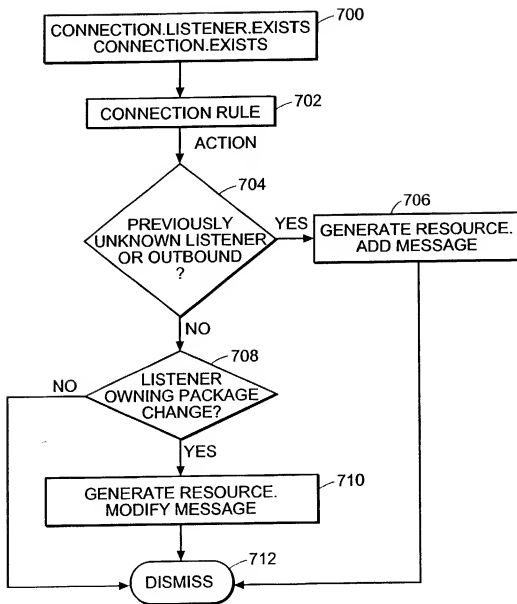 CONNECTION.LISTENER.EXISTS
CONNECTION.EXISTS
700
CONNECTION RULE
702
ACTION
704
PREVIOUSLY
UNKNOWN LISTENER
OR OUTBOUND
?
YES
706
GENERATE RESOURCE.
ADD MESSAGE
NO
708
NO
LISTENER
OWNING PACKAGE
CHANGE?
YES
710
GENERATE RESOURCE.
MODIFY MESSAGE
712
DISMISS